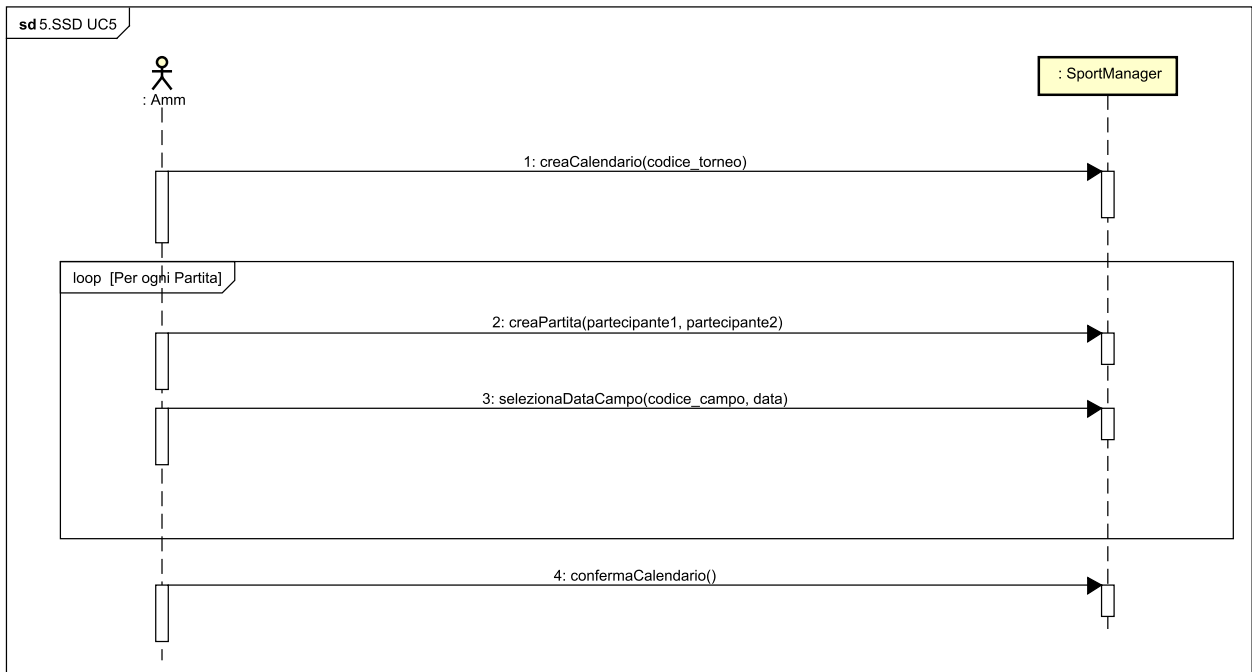 sd 5.SSD UC5
: Amm
: SportManager
1: creaCalendario(codice_torneo)
loop [Per ogni Partita]
2: creaPartita(partecipante1, partecipante2)
3: selezionaDataCampo(codice_campo, data)
4: confermaCalendario()